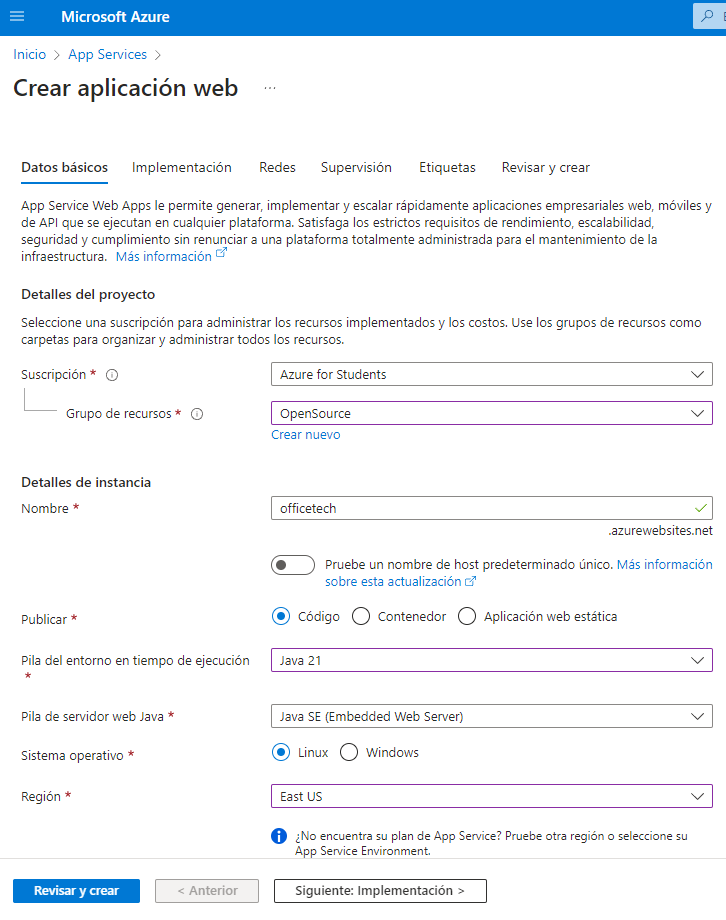 Microsoft Azure
Inicio > App Services >
Crear aplicación web ...
Datos básicos Implementación Redes Supervisión Etiquetas Revisar y crear
App Service Web Apps le permite generar, implementar y escalar rápidamente aplicaciones empresariales web, móviles y
de API que se ejecutan en cualquier plataforma. Satisfaga los estrictos requisitos de rendimiento, escalabilidad,
seguridad y cumplimiento sin renunciar a una plataforma totalmente administrada para el mantenimiento de la
infraestructura. Más información
Detalles del proyecto
Seleccione una suscripción para administrar los recursos implementados y los costos. Use los grupos de recursos como
carpetas para organizar y administrar todos los recursos.
Suscripción * Azure for Students
Grupo de recursos * OpenSource
Crear nuevo
Detalles de instancia
Nombre * officetech
.azurewebsites.net
Pruebe un nombre de host predeterminado único. Más información
sobre esta actualización
Publicar * Código Contenedor Aplicación web estática
Pila del entorno en tiempo de ejecución Java 21
*
Pila de servidor web Java * Java SE (Embedded Web Server)
Sistema operativo * Linux Windows
Región * East US
¿No encuentra su plan de App Service? Pruebe otra región o seleccione su
App Service Environment.
Revisar y crear < Anterior Siguiente: Implementación >